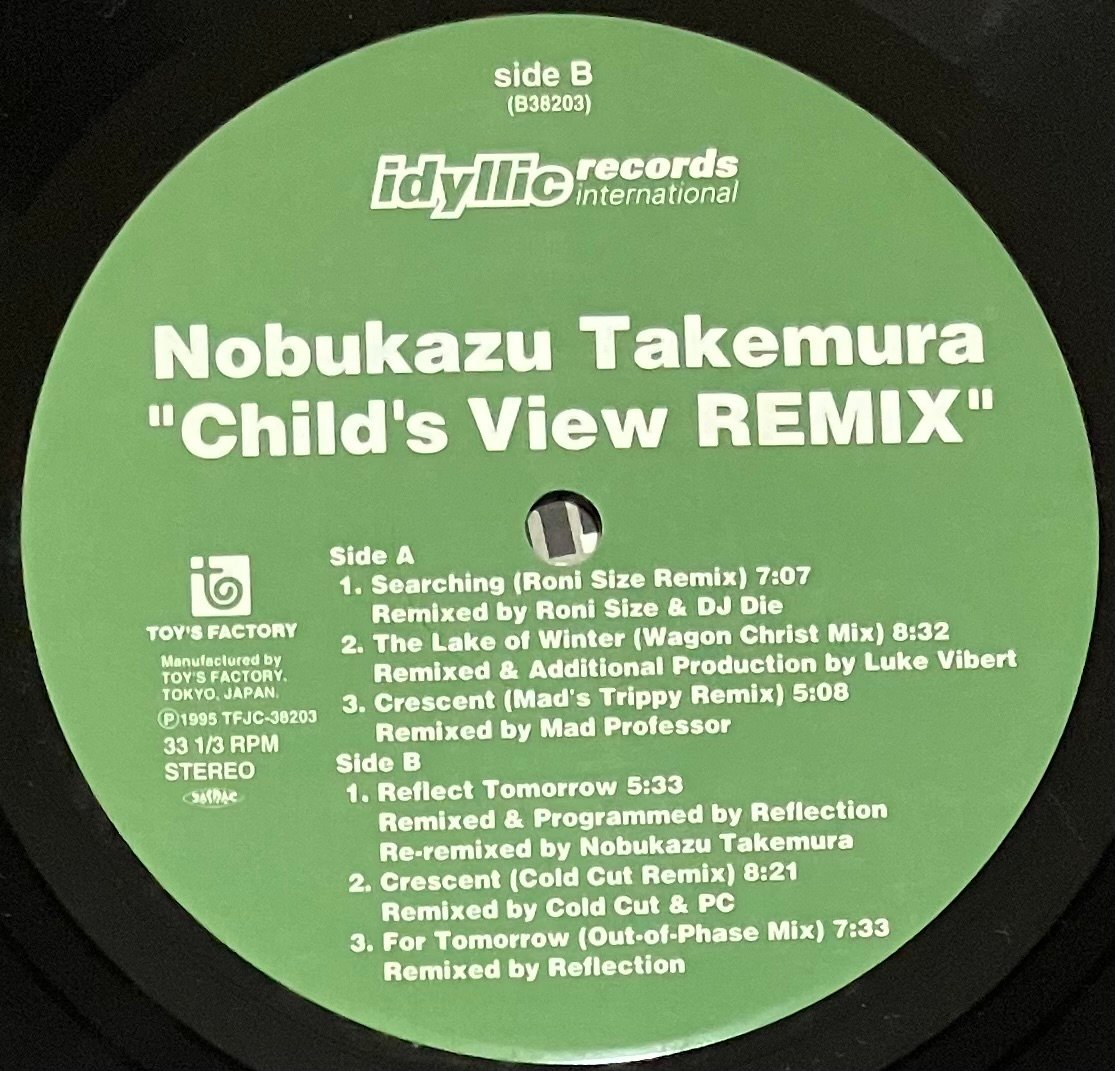 side B
(B38203)
idyllic records
international
Nobukazu Takemura
"Child's View REMIX"
Side A
1. Searching (Roni Size Remix) 7:07
Remixed by Roni Size & DJ Die
2. The Lake of Winter (Wagon Christ Mix) 8:32
Remixed & Additional Production by Luke Vibert
3. Crescent (Mad's Trippy Remix) 5:08
Remixed by Mad Professor
Side B
1. Reflect Tomorrow 5:33
Remixed & Programmed by Reflection
Re-remixed by Nobukazu Takemura
2. Crescent (Cold Cut Remix) 8:21
Remixed by Cold Cut & PC
3. For Tomorrow (Out-of-Phase Mix) 7:33
Remixed by Reflection
TOY'S FACTORY
Manufactured by
TOY'S FACTORY.
TOKYO, JAPAN.
Ⓟ1995 TFJC-38203
33 1/3 RPM
STEREO